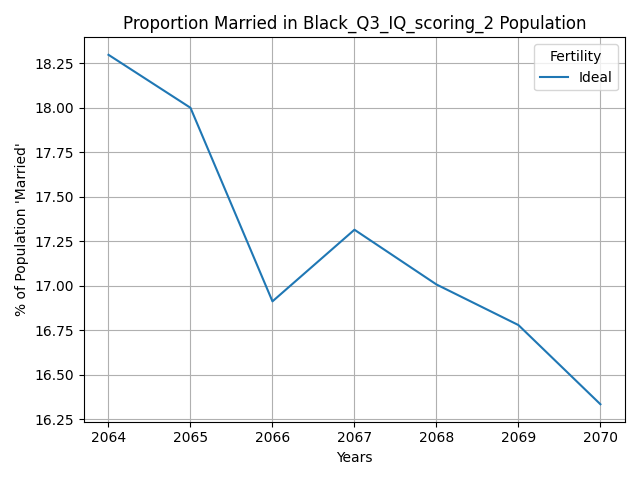 Proportion Married in Black_Q3_IQ_scoring_2 Population
Fertility
Ideal
% of Population 'Married'
18.25
18.00
17.75
17.50
17.25
17.00
16.75
16.50
16.25
2064 2065 2066 2067 2068 2069 2070
Years